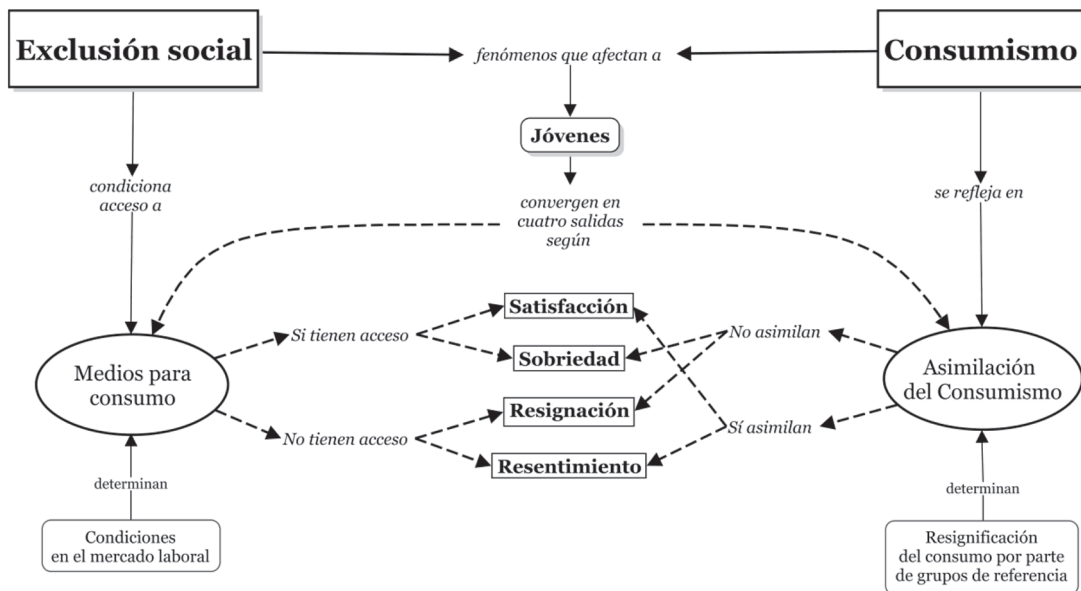 Exclusión social
fenómenos que afectan a
Consumismo
Jóvenes
condiciona
acceso a
convergen en
cuatro salidas
según
se refleja en
Satisfacción
Si tienen acceso
No asimilan
Sobriedad
Medios para
consumo
Asimilación
del Consumismo
Resignación
No tienen acceso
Sí asimilan
Resentimiento
determinan
determinan
Condiciones
en el mercado laboral
Resignificación
del consumo por parte
de grupos de referencia